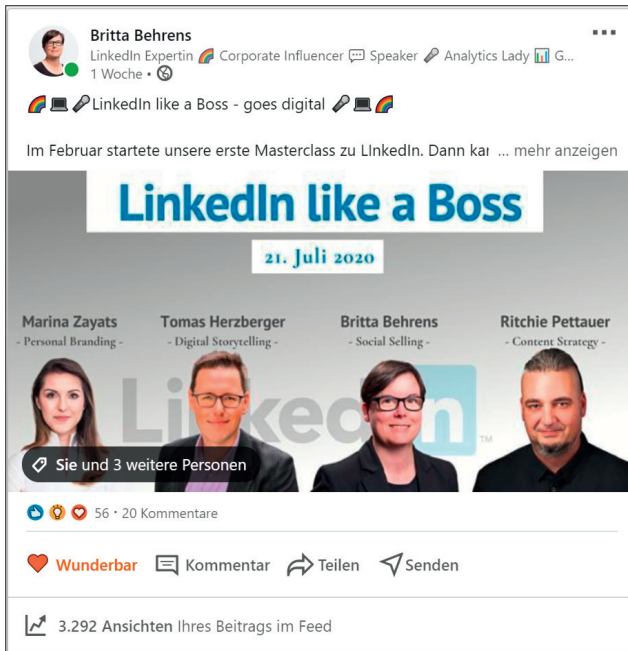 Britta Behrens
LinkedIn Expertin 🌈 Corporate Influencer 💬 Speaker 🎤 Analytics Lady 📊 G...
1 Woche •
🌈 💻 🎤LinkedIn like a Boss - goes digital 🎤 💻 🌈
Im Februar startete unsere erste Masterclass zu LInkedIn. Dann kar ... mehr anzeigen
LinkedIn like a Boss
21. Juli 2020
Marina Zayats Tomas Herzberger Britta Behrens Ritchie Pettauer
- Personal Branding - - Digital Storytelling - - Social Selling - - Content Strategy -
LinkedIn™
Sie und 3 weitere Personen
56 · 20 Kommentare
Wunderbar Kommentar Teilen Senden
3.292 Ansichten Ihres Beitrags im Feed